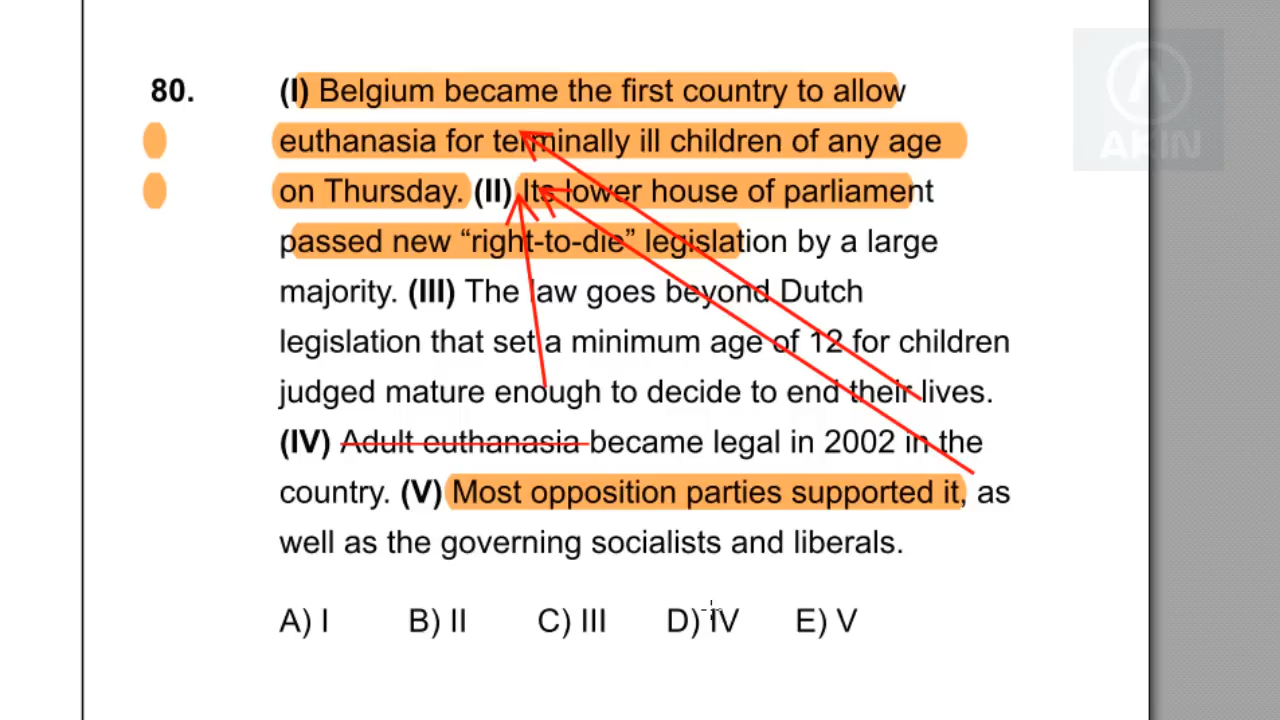 AKIN
80. (I) Belgium became the first country to allow
euthanasia for terminally ill children of any age
on Thursday. (II) Its lower house of parliament
passed new “right-to-die” legislation by a large
majority. (III) The law goes beyond Dutch
legislation that set a minimum age of 12 for children
judged mature enough to decide to end their lives.
(IV) Adult euthanasia became legal in 2002 in the
country. (V) Most opposition parties supported it, as
well as the governing socialists and liberals.
A) I B) II C) III D) IV E) V